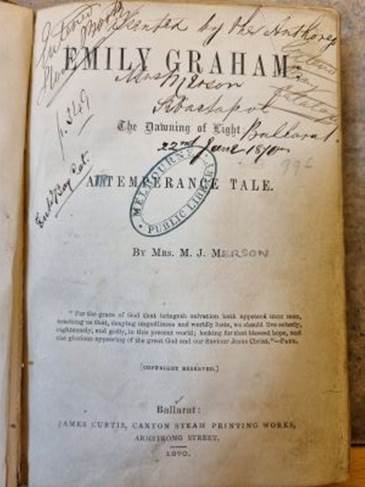 Presented by the Authoress
EMILY GRAHAM:
Mrs Merson
Sebastopol
The Dawning of Light
Ballarat.
22nd June 1870
p. 249
MELBOURNE
PUBLIC LIBRARY
A TEMPERANCE TALE.
By Mrs. M. J. MERSON
"For the grace of God that bringeth salvation hath appeared unto men,
teaching us that, denying ungodliness and worldly lusts, we should live soberly,
righteously, and godly, in this present world; looking for that blessed hope, and
the glorious appearing of the great God and our Saviour Jesus Christ."—Paul.
[COPYRIGHT RESERVED.]
Ballarat:
JAMES CURTIS, CAXTON STEAM PRINTING WORKS,
ARMSTRONG STREET.
1870.